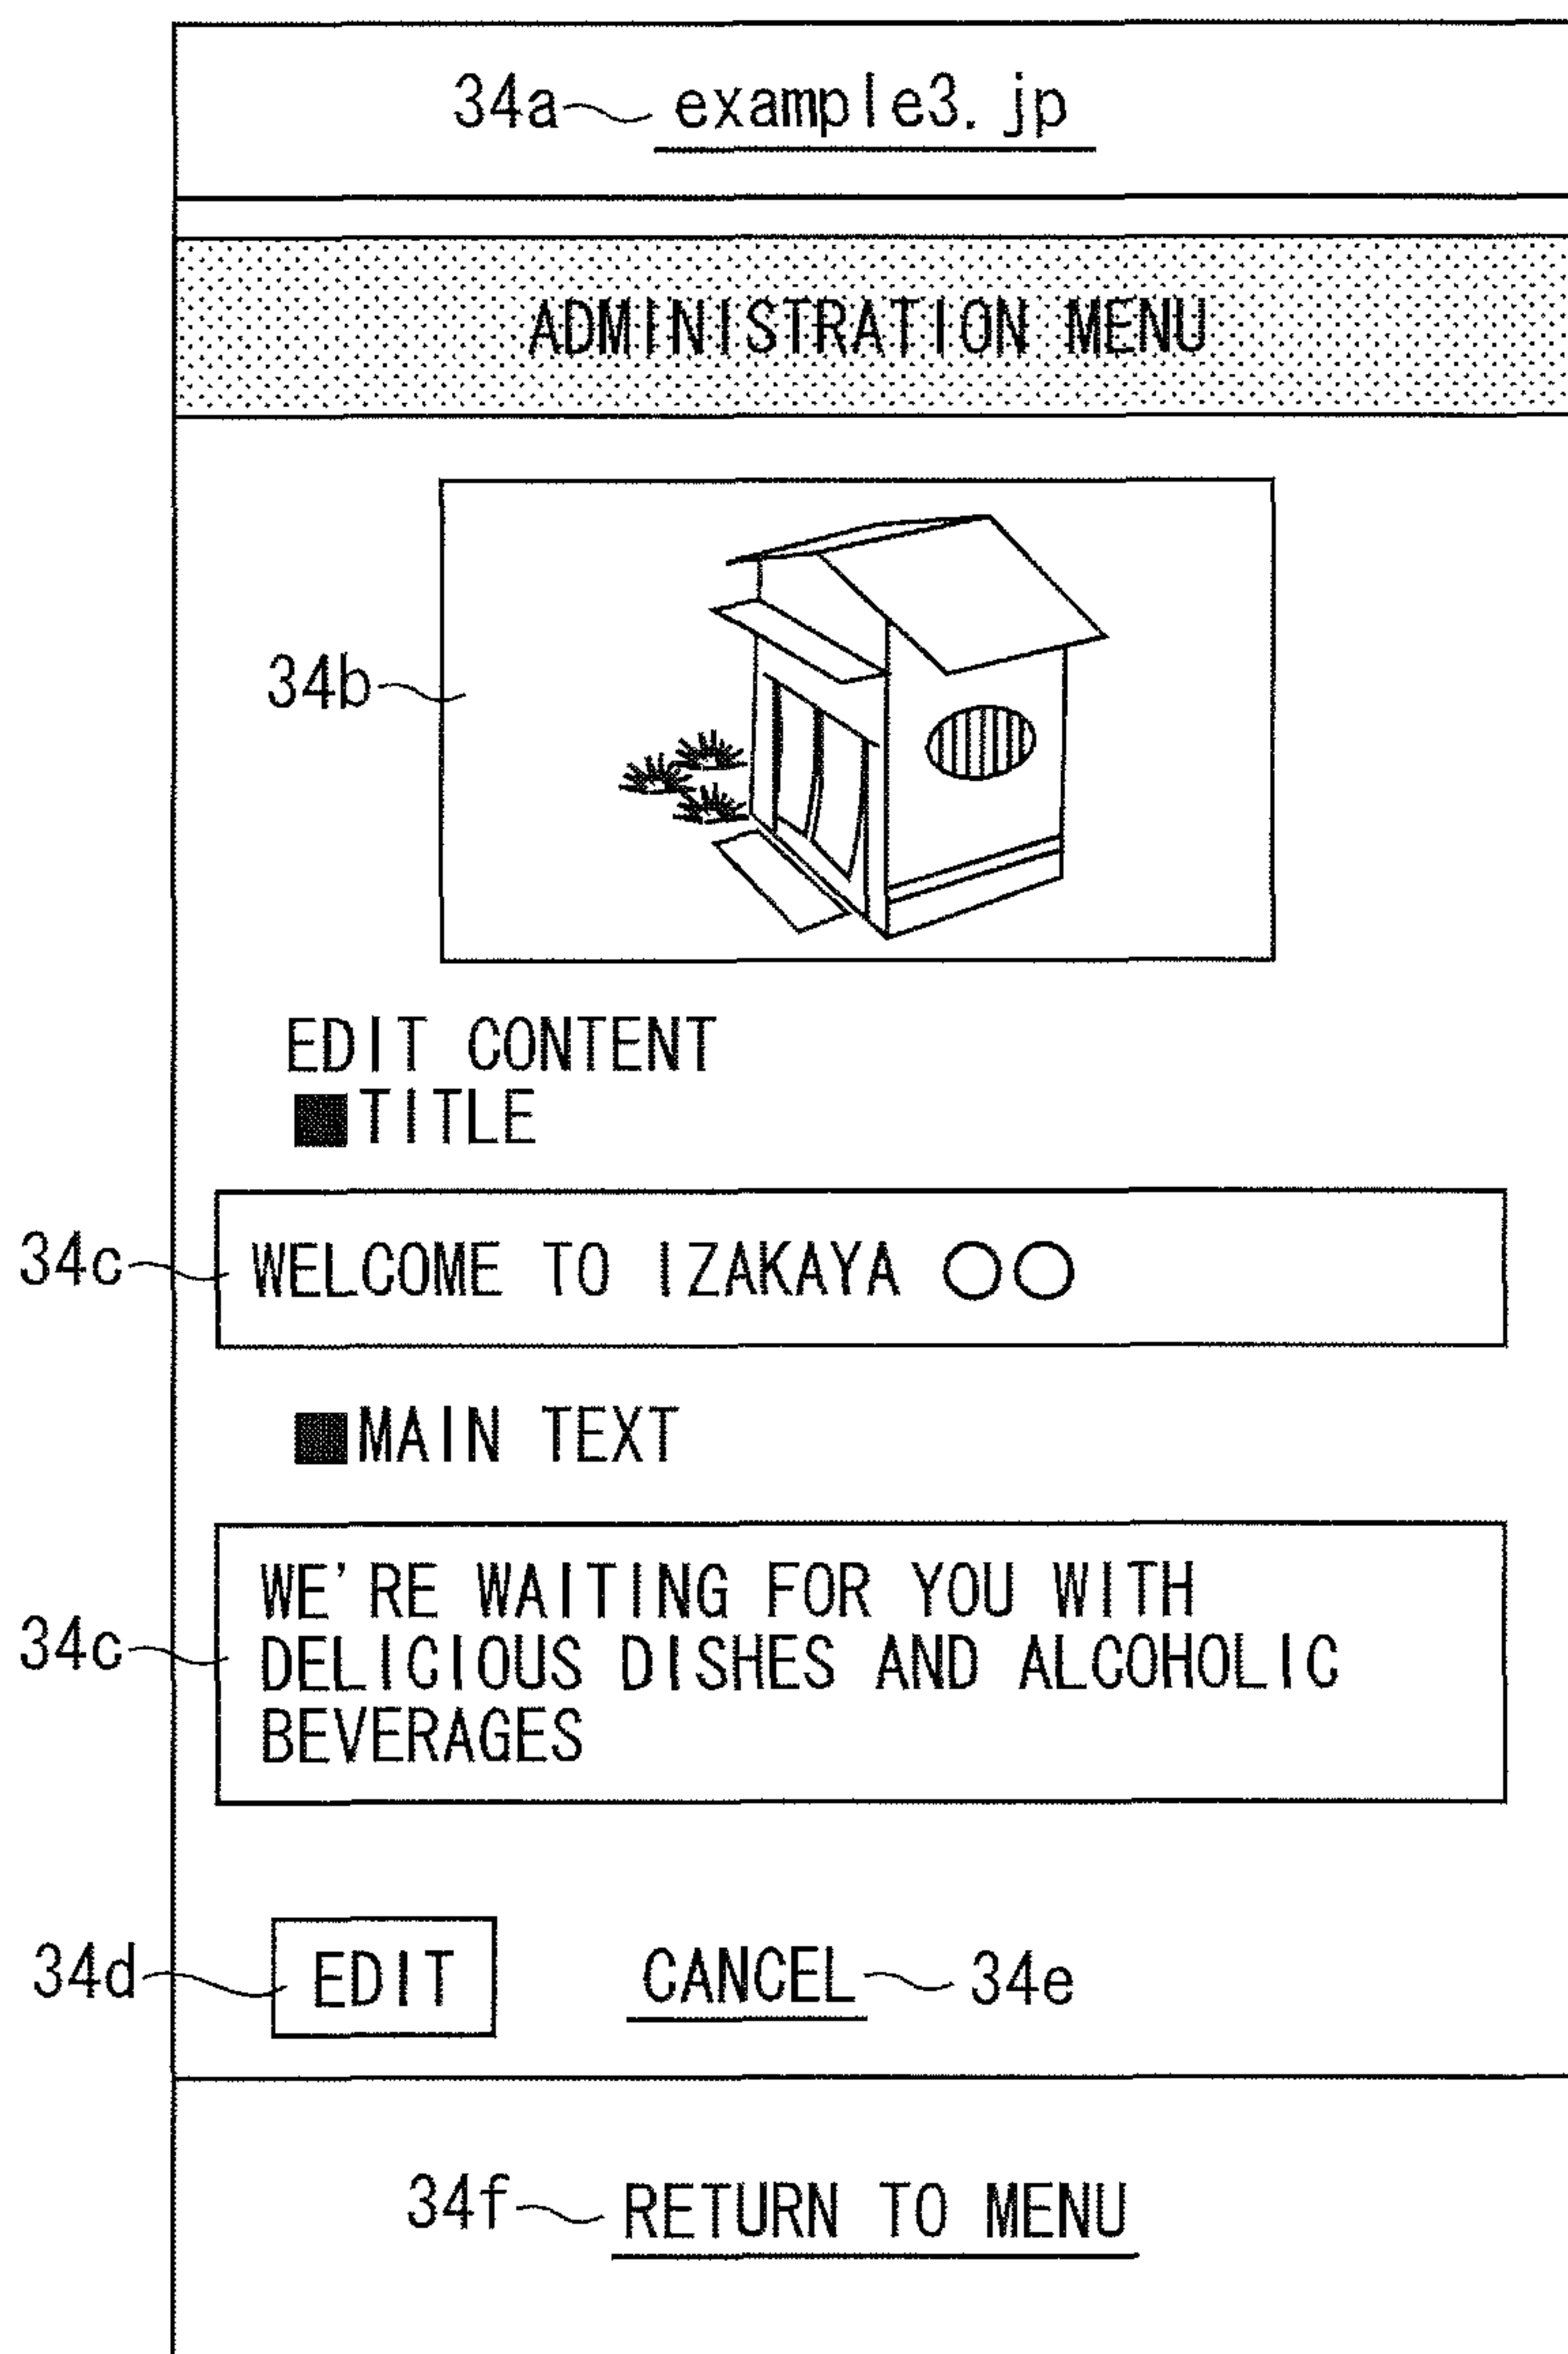 34a example3.jp
ADMINISTRATION MENU
34b
EDIT CONTENT
■TITLE
34c WELCOME TO IZAKAYA ○○
■MAIN TEXT
WE'RE WAITING FOR YOU WITH
34c DELICIOUS DISHES AND ALCOHOLIC
BEVERAGES
34d EDIT CANCEL 34e
34f RETURN TO MENU